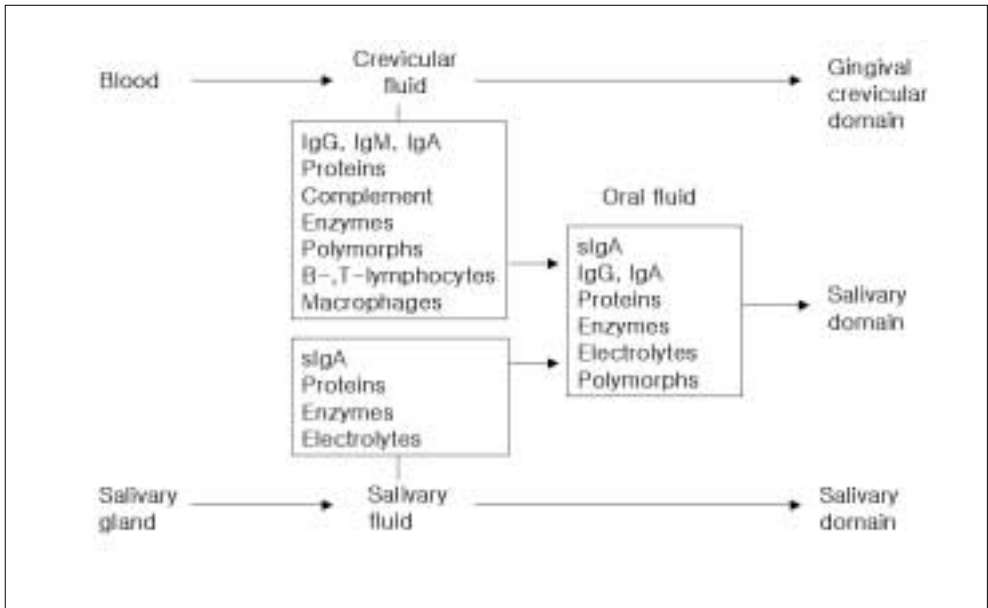 Blood
Crevicular
fluid
Gingival
crevicular
domain
IgG, IgM, IgA
Proteins
Complement
Enzymes
Polymorphs
B-,T-lymphocytes
Macrophages
Oral fluid
sIgA
IgG, IgA
Proteins
Enzymes
Electrolytes
Polymorphs
Salivary
domain
sIgA
Proteins
Enzymes
Electrolytes
Salivary
gland
Salivary
fluid
Salivary
domain